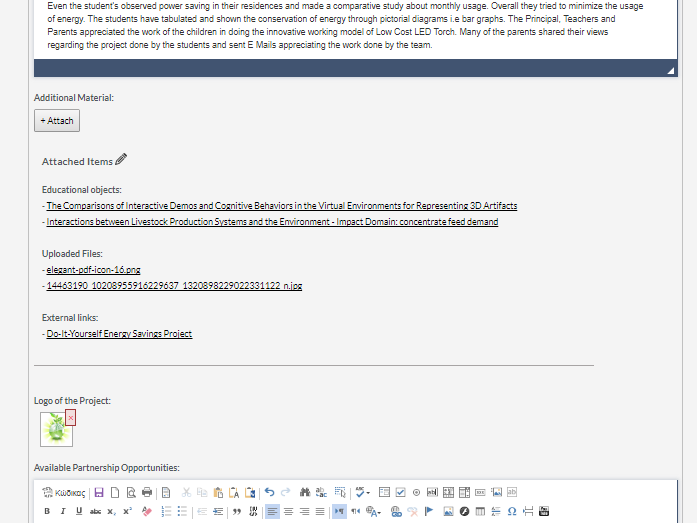 Even the student's observed power saving in their residences and made a comparative study about monthly usage. Overall they tried to minimize the usage
of energy. The students have tabulated and shown the conservation of energy through pictorial diagrams i.e bar graphs. The Principal, Teachers and
Parents appreciated the work of the children in doing the innovative working model of Low Cost LED Torch. Many of the parents shared their views
regarding the project done by the students and sent E Mails appreciating the work done by the team.
Additional Material:
+ Attach
Attached Items
Educational objects:
- The Comparisons of Interactive Demos and Cognitive Behaviors in the Virtual Environments for Representing 3D Artifacts
- Interactions between Livestock Production Systems and the Environment - Impact Domain: concentrate feed demand
Uploaded Files:
- elegant-pdf-icon-16.png
- 14463190_10208955916229637_1320898229022331122_n.jpg
External links:
- Do-It-Yourself Energy Savings Project
Logo of the Project:
x
Available Partnership Opportunities:
Κώδικας
B I U abc x₂ x²